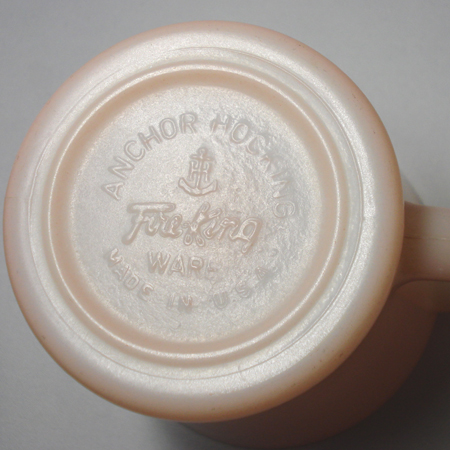 ANCHOR HOCKING
Fire-King
WARE
MADE IN U.S.A.